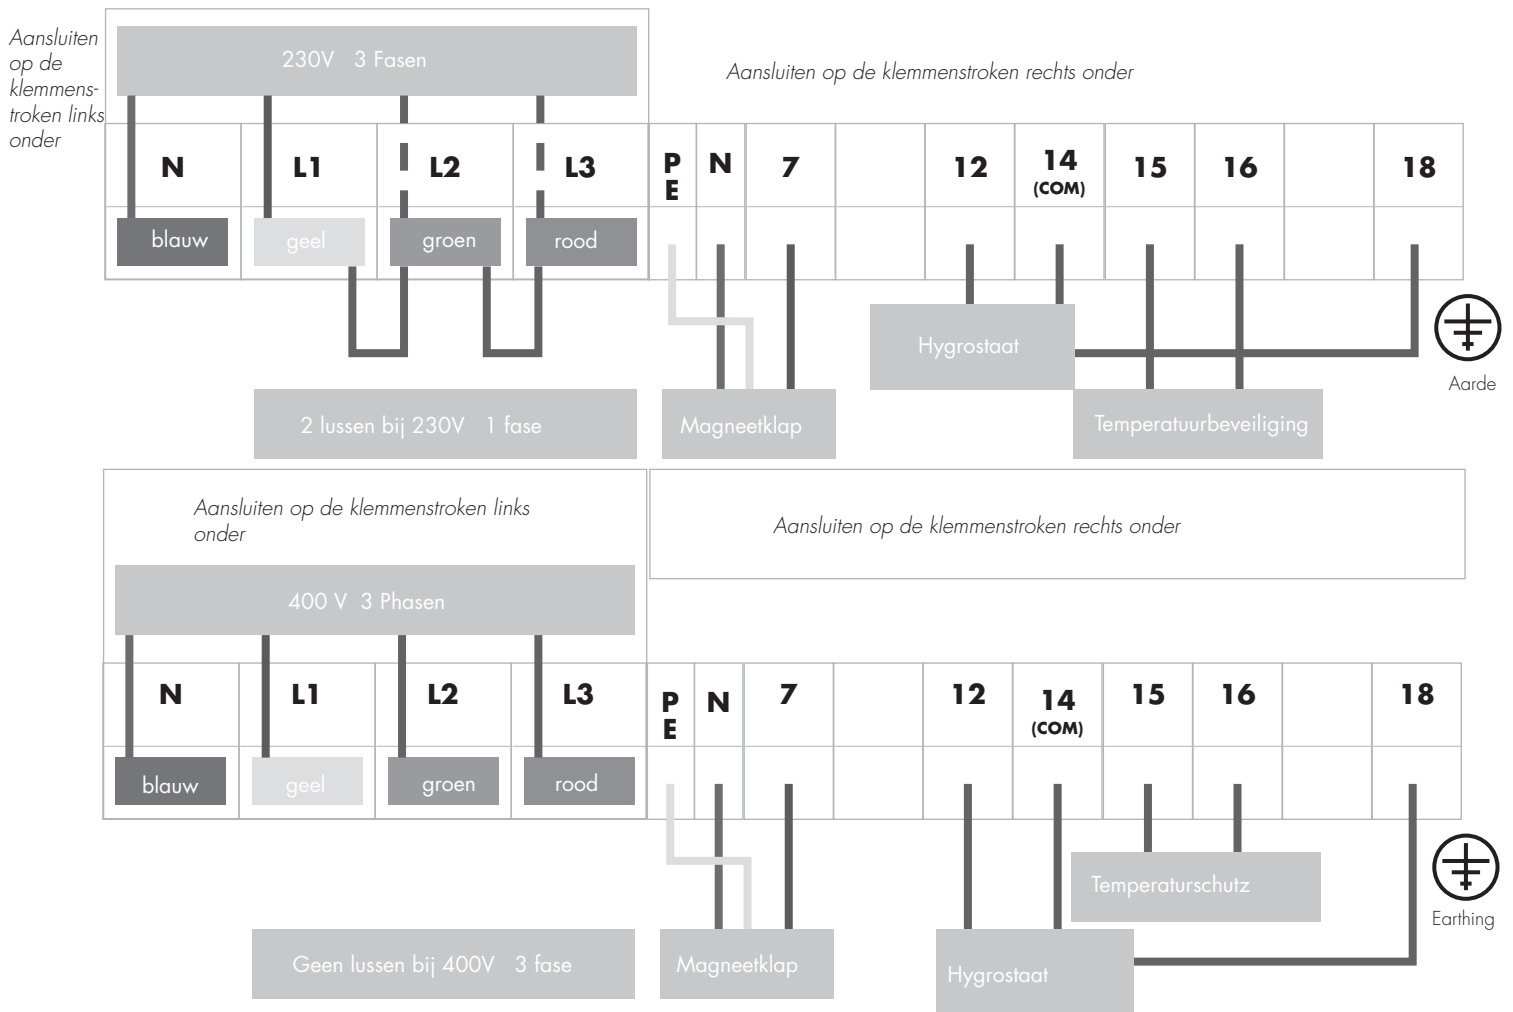 Aansluiten
op de
klemmens-
troken links
onder
230V 3 Fasen
Aansluiten op de klemmenstroken rechts onder
N L1 L2 L3 P N 7 12 14 15 16 18
E (COM)
blauw geel groen rood
Hygrostaat
Aarde
2 lussen bij 230V 1 fase
Magneetklap
Temperatuurbeveiliging
Aansluiten op de klemmenstroken links
onder
Aansluiten op de klemmenstroken rechts onder
400 V 3 Phasen
N L1 L2 L3 P N 7 12 14 15 16 18
E (COM)
blauw geel groen rood
Temperaturschutz
Earthing
Geen lussen bij 400V 3 fase
Magneetklap
Hygrostaat